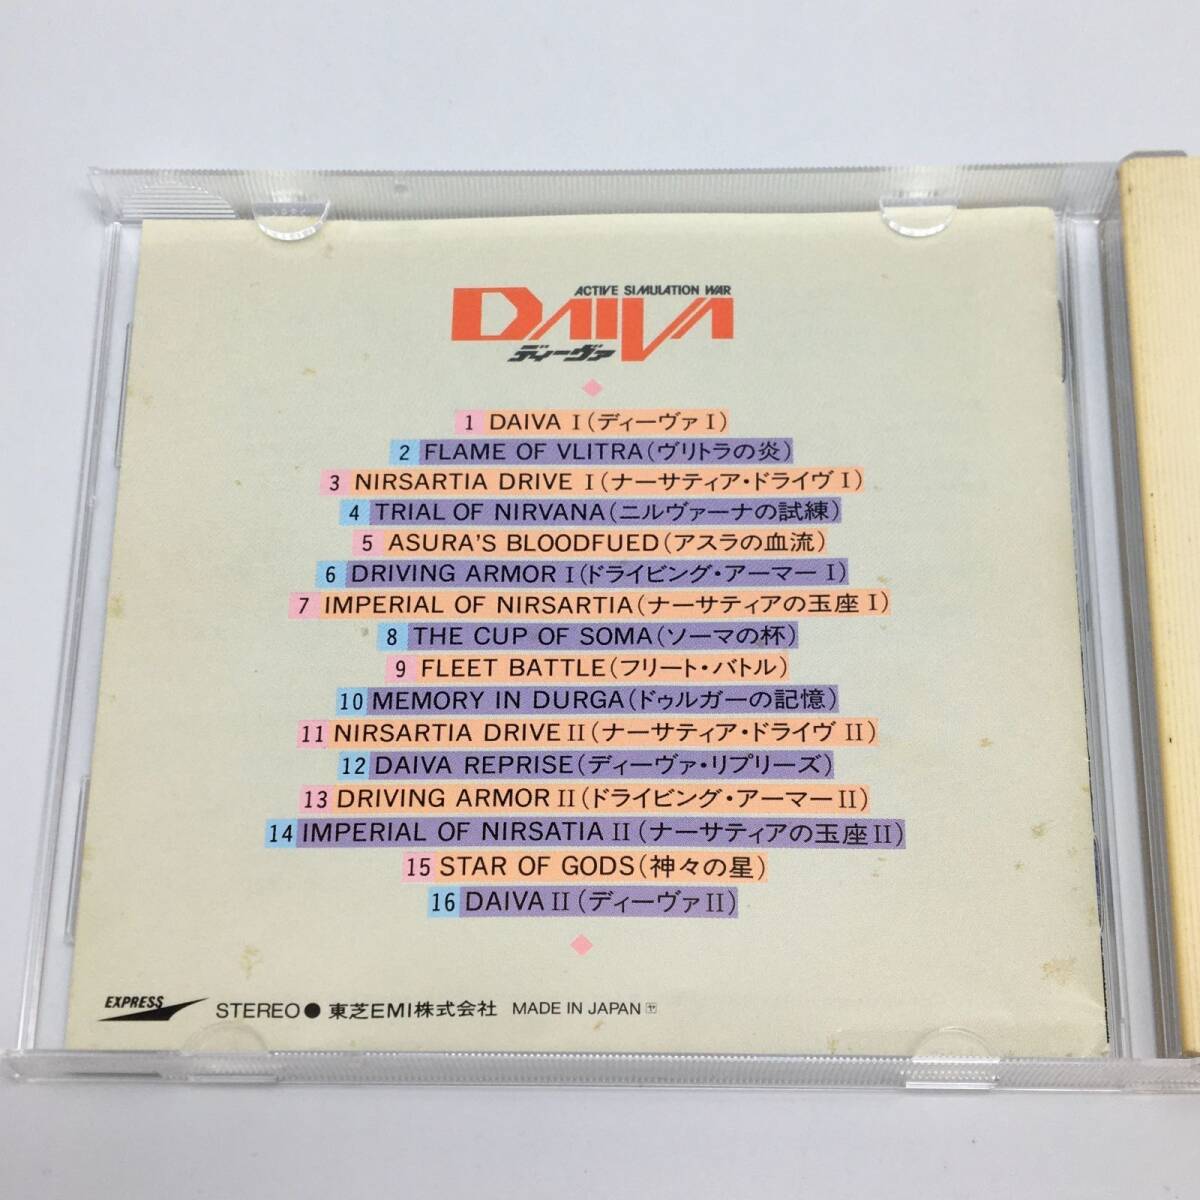 ACTIVE SIMULATION WAR
DAIVA
ディーヴァ
1 DAIVA I (ディーヴァ I)
2 FLAME OF VLITRA (ヴリトラの炎)
3 NIRSARTIA DRIVE I (ナーサティア・ドライヴ I)
4 TRIAL OF NIRVANA (ニルヴァーナの試練)
5 ASURA'S BLOODFUED (アスラの血流)
6 DRIVING ARMOR I (ドライビング・アーマー I)
7 IMPERIAL OF NIRSARTIA (ナーサティアの玉座 I)
8 THE CUP OF SOMA (ソーマの杯)
9 FLEET BATTLE (フリート・バトル)
10 MEMORY IN DURGA (ドゥルガーの記憶)
11 NIRSARTIA DRIVE II (ナーサティア・ドライヴ II)
12 DAIVA REPRISE (ディーヴァ・リプリーズ)
13 DRIVING ARMOR II (ドライビング・アーマー II)
14 IMPERIAL OF NIRSATIA II (ナーサティアの玉座 II)
15 STAR OF GODS (神々の星)
16 DAIVA II (ディーヴァ II)
EXPRESS STEREO ● 東芝EMI株式会社 MADE IN JAPAN ヤ